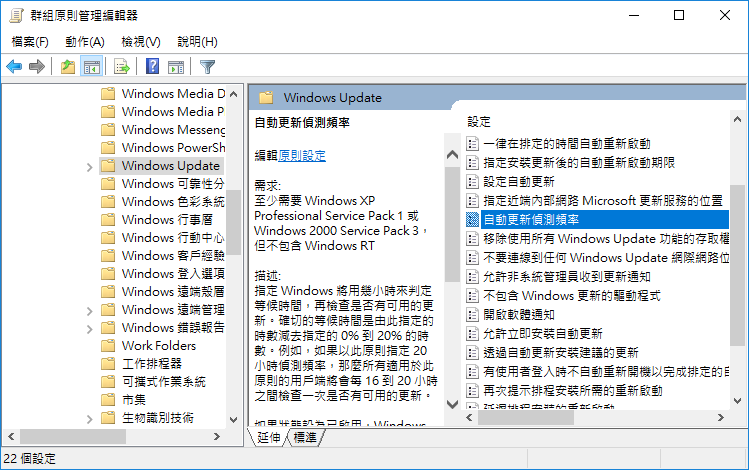 群組原則管理編輯器
檔案(F) 動作(A) 檢視(V) 說明(H)
Windows Media D
Windows Media P
Windows Messeng
Windows PowerSh
Windows Update
Windows 可靠性分
Windows 色彩系統
Windows 行事曆
Windows 行動中心
Windows 客戶經驗
Windows 登入選項
Windows 遠端殼層
Windows 遠端管理
Windows 錯誤報告
Work Folders
工作排程器
可攜式作業系統
市集
生物識別技術
Windows Update
自動更新偵測頻率
編輯原則設定
需求:
至少需要 Windows XP
Professional Service Pack 1 或
Windows 2000 Service Pack 3，
但不包含 Windows RT
描述:
指定 Windows 將用幾小時來判定
等候時間，再檢查是否有可用的更
新。確切的等候時間是由此指定的
時數減去指定的 0% 到 20% 的時
數。例如，如果以此原則指定 20
小時偵測頻率，那麼所有適用於此
原則的用戶端將會每 16 到 20 小時
之間檢查一次是否有可用的更新。
如果狀態設為已啟用，Windows
設定
一律在排定的時間自動重新啟動
指定安裝更新後的自動重新啟動期限
設定自動更新
指定近端內部網路 Microsoft 更新服務的位置
自動更新偵測頻率
移除使用所有 Windows Update 功能的存取權
不要連線到任何 Windows Update 網際網路位
允許非系統管理員收到更新通知
不包含 Windows 更新的驅動程式
開啟軟體通知
允許立即安裝自動更新
透過自動更新安裝建議的更新
有使用者登入時不自動重新開機以完成排定的自
再次提示排程安裝所需的重新啟動
延遲排程安裝的重新啟動
延伸 標準
22 個設定